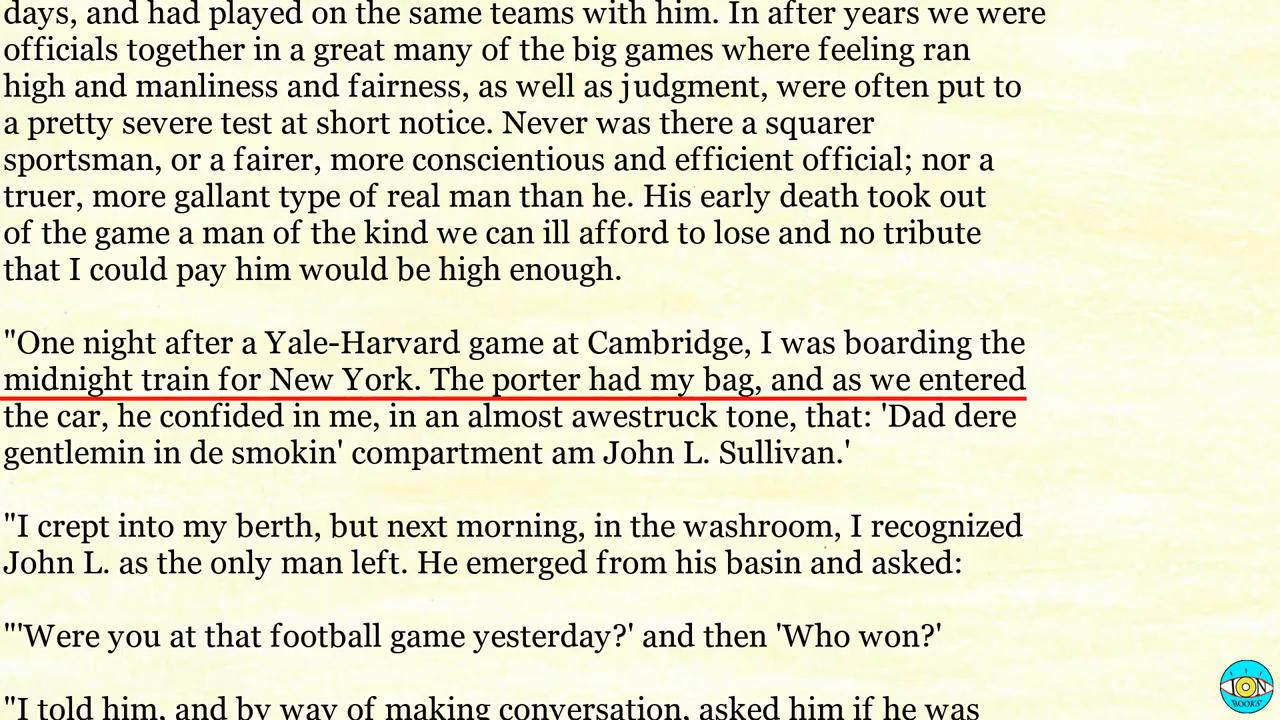 days, and had played on the same teams with him. In after years we were
officials together in a great many of the big games where feeling ran
high and manliness and fairness, as well as judgment, were often put to
a pretty severe test at short notice. Never was there a squarer
sportsman, or a fairer, more conscientious and efficient official; nor a
truer, more gallant type of real man than he. His early death took out
of the game a man of the kind we can ill afford to lose and no tribute
that I could pay him would be high enough.
"One night after a Yale-Harvard game at Cambridge, I was boarding the
midnight train for New York. The porter had my bag, and as we entered
the car, he confided in me, in an almost awestruck tone, that: 'Dad dere
gentlemin in de smokin' compartment am John L. Sullivan.'
"I crept into my berth, but next morning, in the washroom, I recognized
John L. as the only man left. He emerged from his basin and asked:
"'Were you at that football game yesterday?' and then 'Who won?'
"I told him, and by way of making conversation, asked him if he was
ION
BOOKS